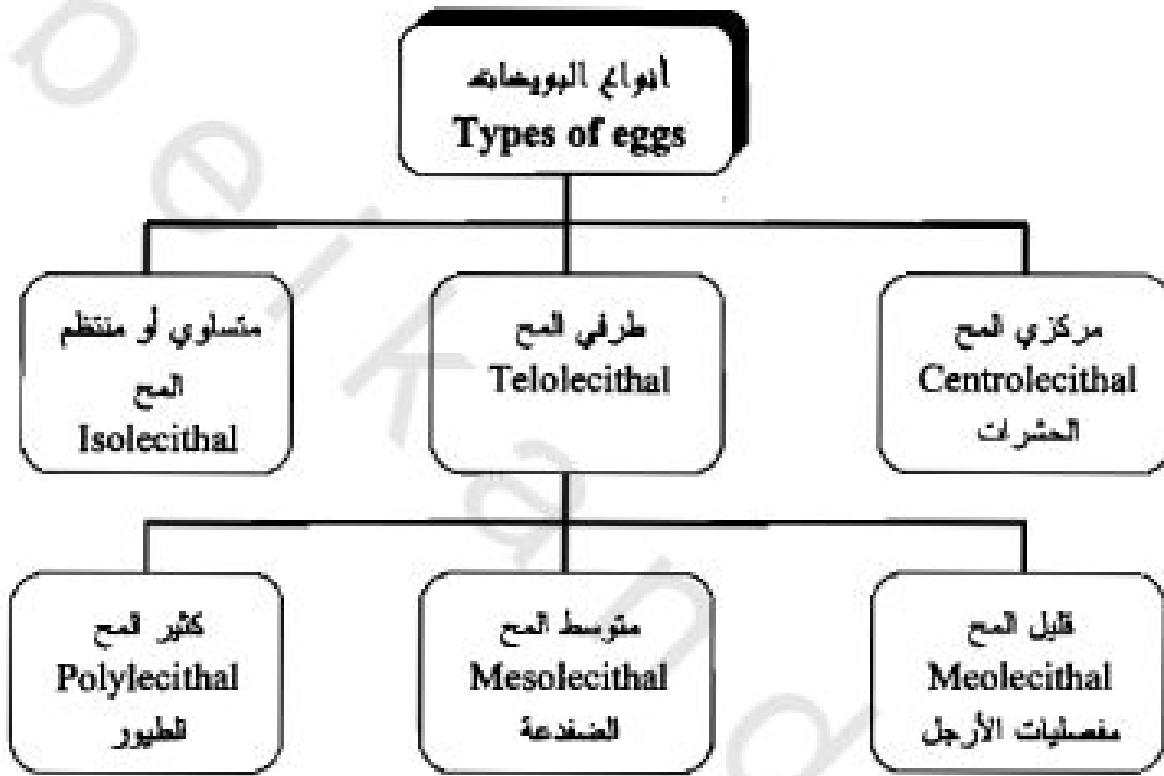 أنواع البويضات
Types of eggs
مركزي المح
Centrolecithal
الحشرات
طرفي المح
Telolecithal
متساوي أو منتظم
المح
Isolecithal
قليل المح
Meolecithal
مفصليات الأرجل
متوسط المح
Mesolecithal
الضفدعة
كثير المح
Polylecithal
الطيور